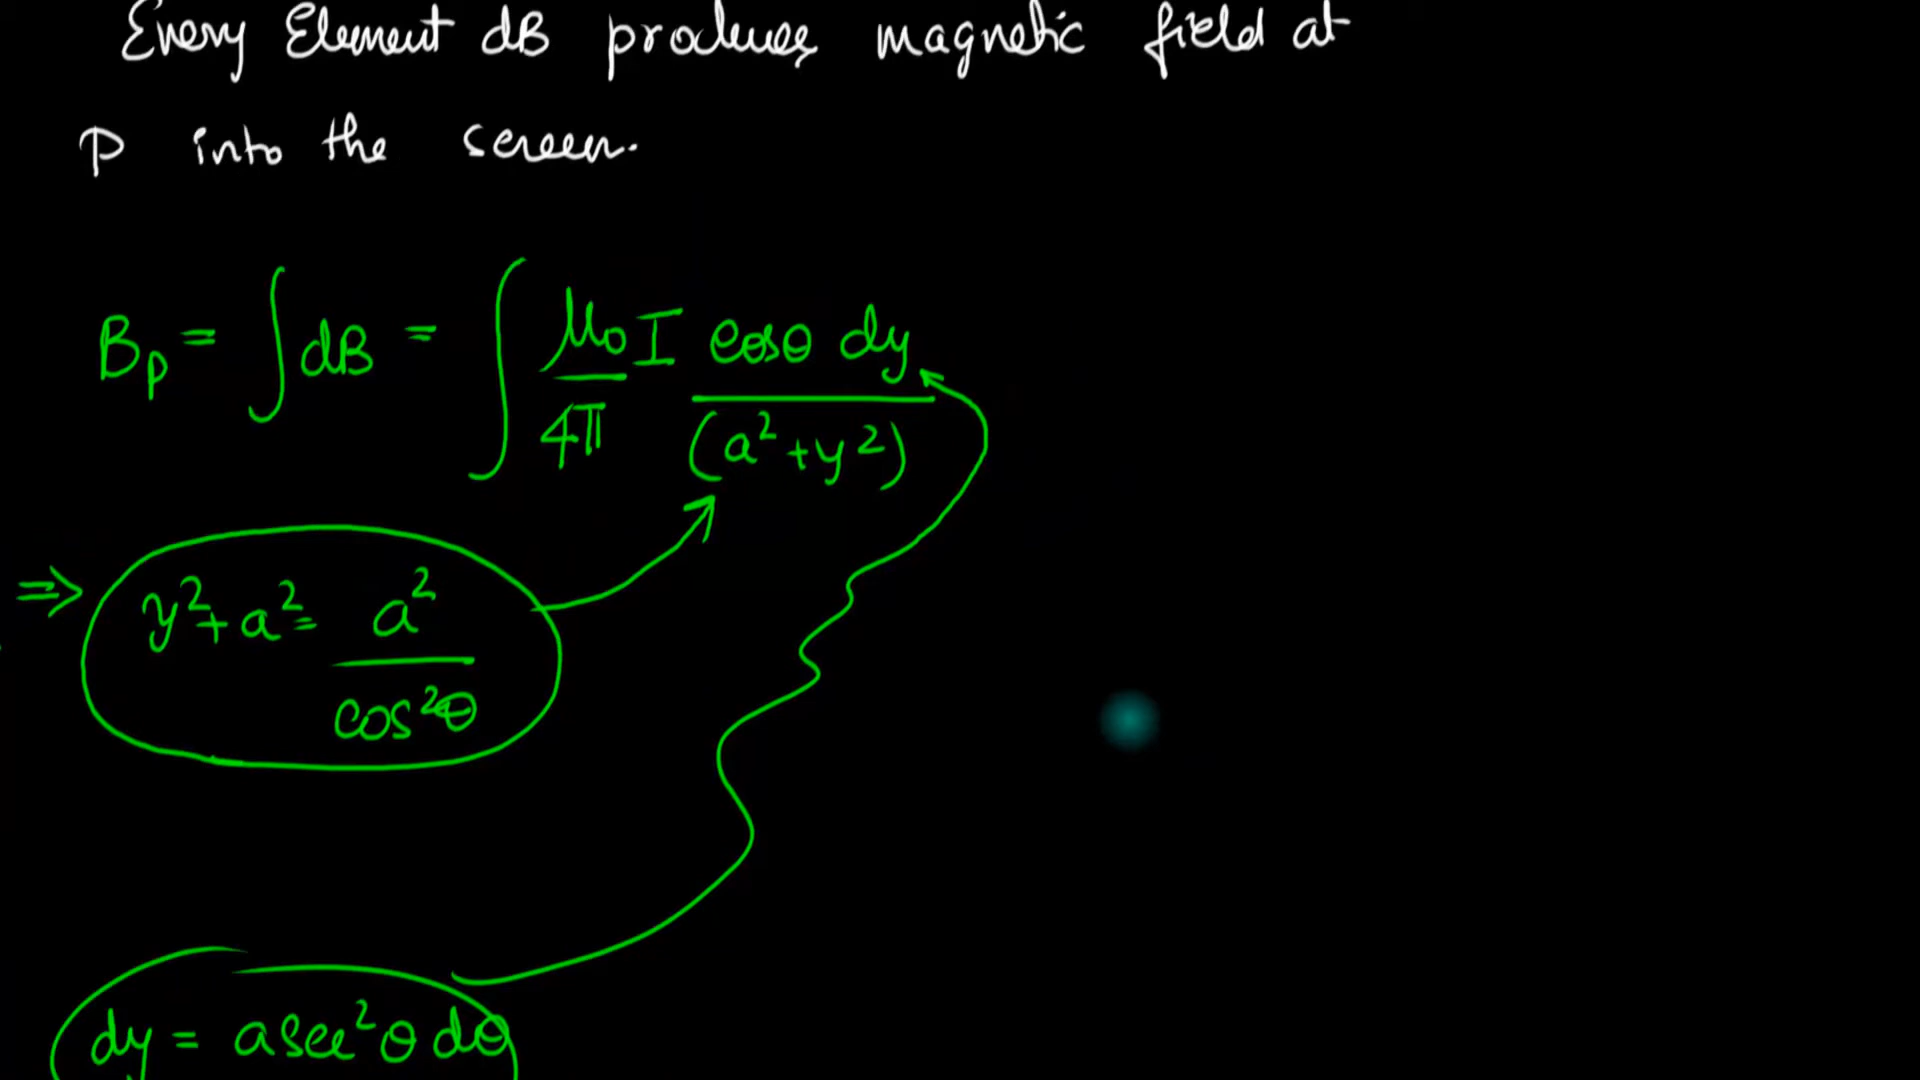 Every Element dB produces magnetic field at
P into the screen.
B_p = ∫dB = ∫ μ₀/4π I cosθ dy/(a²+y²)
⇒ y²+a² = a²/cos²θ
dy = a sec²θ dθ